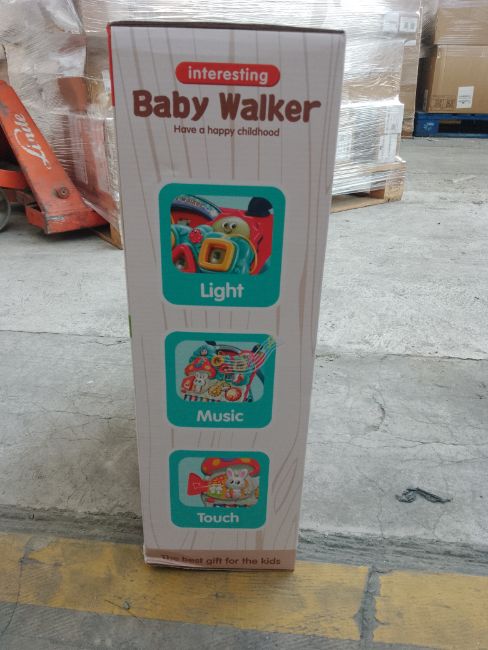 interesting
Baby Walker
Have a happy childhood
Light
Music
Touch
The best gift for the kids